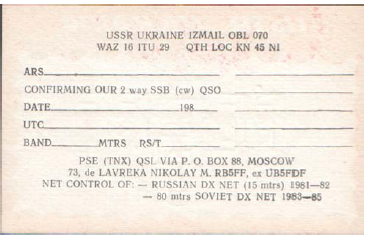 USSR UKRAINE IZMAIL OBL 070
WAZ 16 ITU 29 QTH LOC KN 45 NI
ARS
CONFIRMING OUR 2 way SSB (cw) QSO
DATE 198
UTC
BAND MTRS RS/T
PSE (TNX) QSL VIA P. O. BOX 88, MOSCOW
73, de LAVREKA NIKOLAY M. RB5FF, ex UB5FDF
NET CONTROL OF: — RUSSIAN DX NET (15 mtrs) 1981—82
— 80 mtrs SOVIET DX NET 1983—85